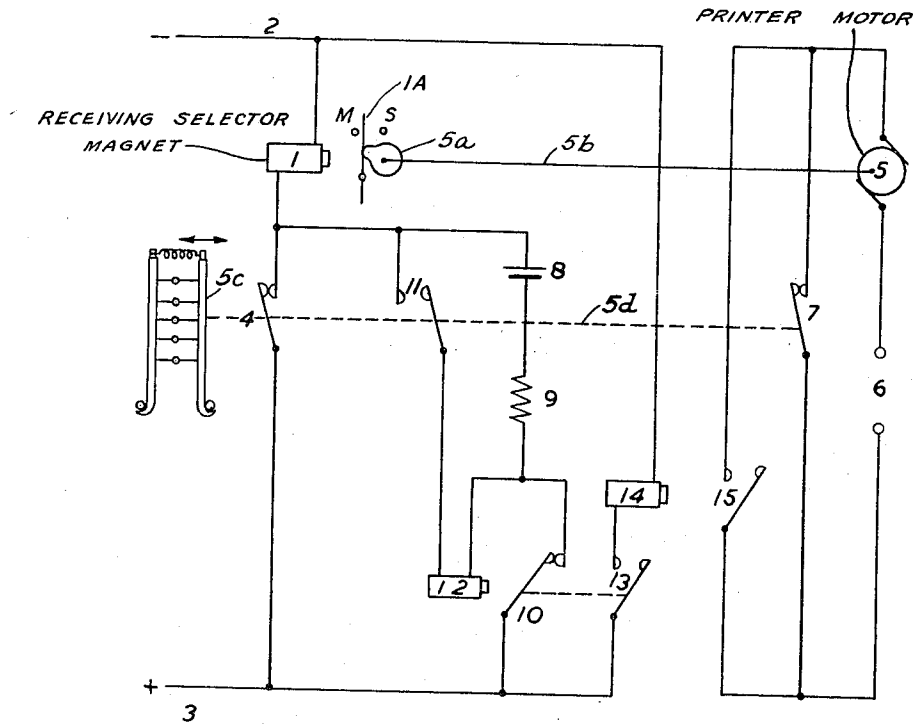 PRINTER MOTOR
2
1A
M S
RECEIVING SELECTOR
MAGNET
1
5a
5b
5
5c
4
11
8
5d
7
9
6
14
15
12
13
10
+
3